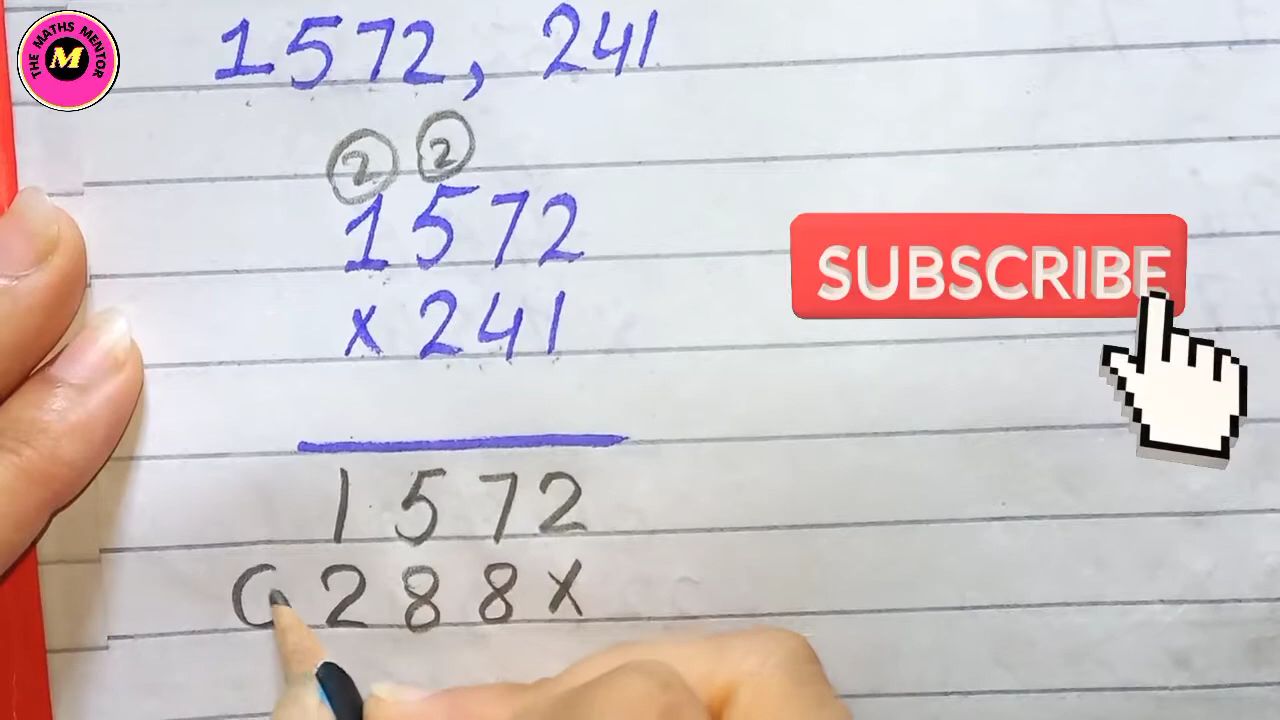 THE MATHS MENTOR
M
1572, 241
2 2
1572
x 241
SUBSCRIBE
1572
6288x